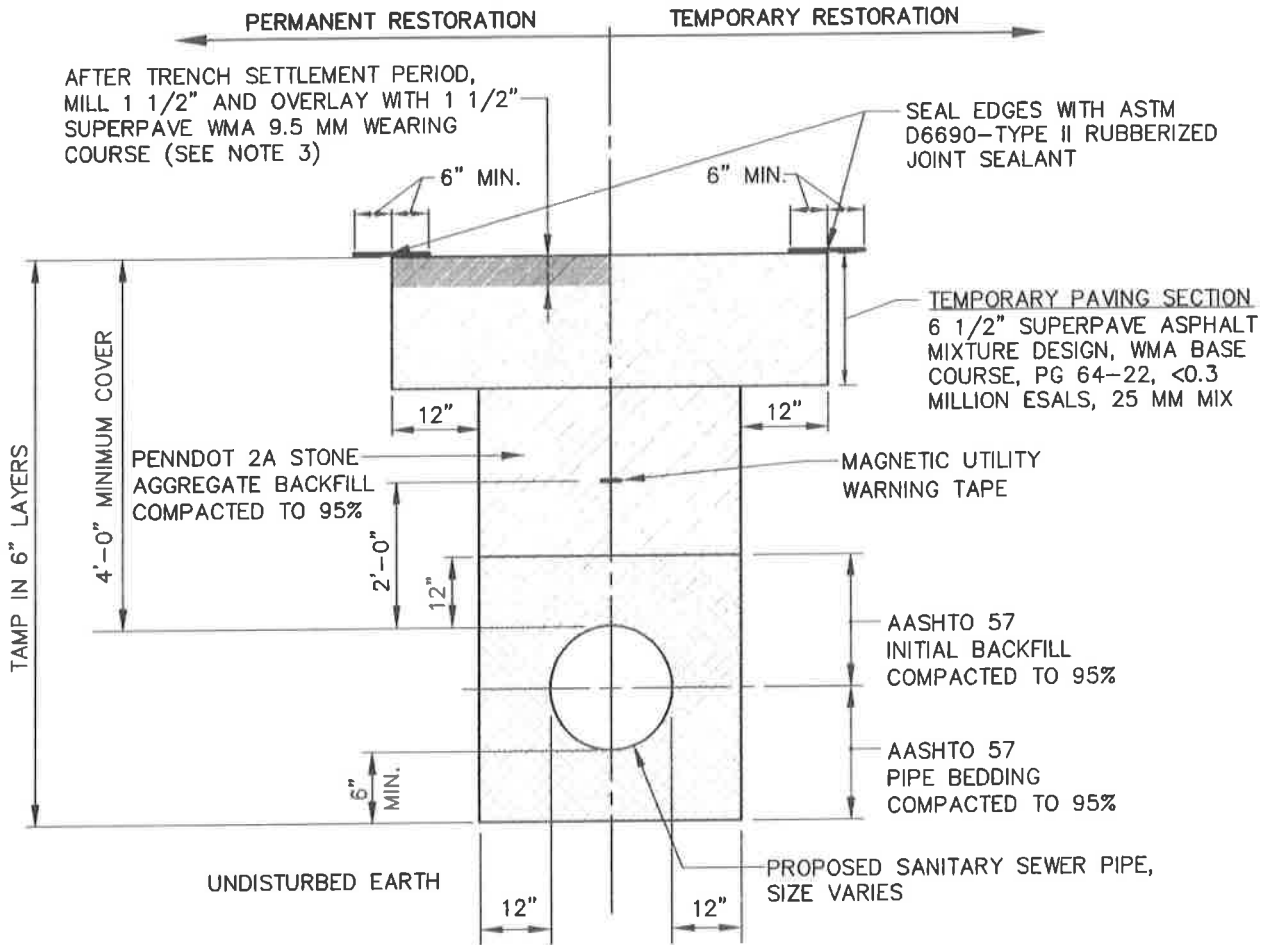 PERMANENT RESTORATION
TEMPORARY RESTORATION
AFTER TRENCH SETTLEMENT PERIOD,
MILL 1 1/2" AND OVERLAY WITH 1 1/2"
SUPERPAVE WMA 9.5 MM WEARING
COURSE (SEE NOTE 3)
SEAL EDGES WITH ASTM
D6690-TYPE II RUBBERIZED
JOINT SEALANT
6" MIN.
6" MIN.
TEMPORARY PAVING SECTION
6 1/2" SUPERPAVE ASPHALT
MIXTURE DESIGN, WMA BASE
COURSE, PG 64-22, <0.3
MILLION ESALS, 25 MM MIX
TAMP IN 6" LAYERS
4'-0" MINIMUM COVER
12"
12"
PENNDOT 2A STONE
AGGREGATE BACKFILL
COMPACTED TO 95%
MAGNETIC UTILITY
WARNING TAPE
2'-0"
12"
AASHTO 57
INITIAL BACKFILL
COMPACTED TO 95%
AASHTO 57
PIPE BEDDING
COMPACTED TO 95%
6"
MIN.
UNDISTURBED EARTH
PROPOSED SANITARY SEWER PIPE,
SIZE VARIES
12"
12"